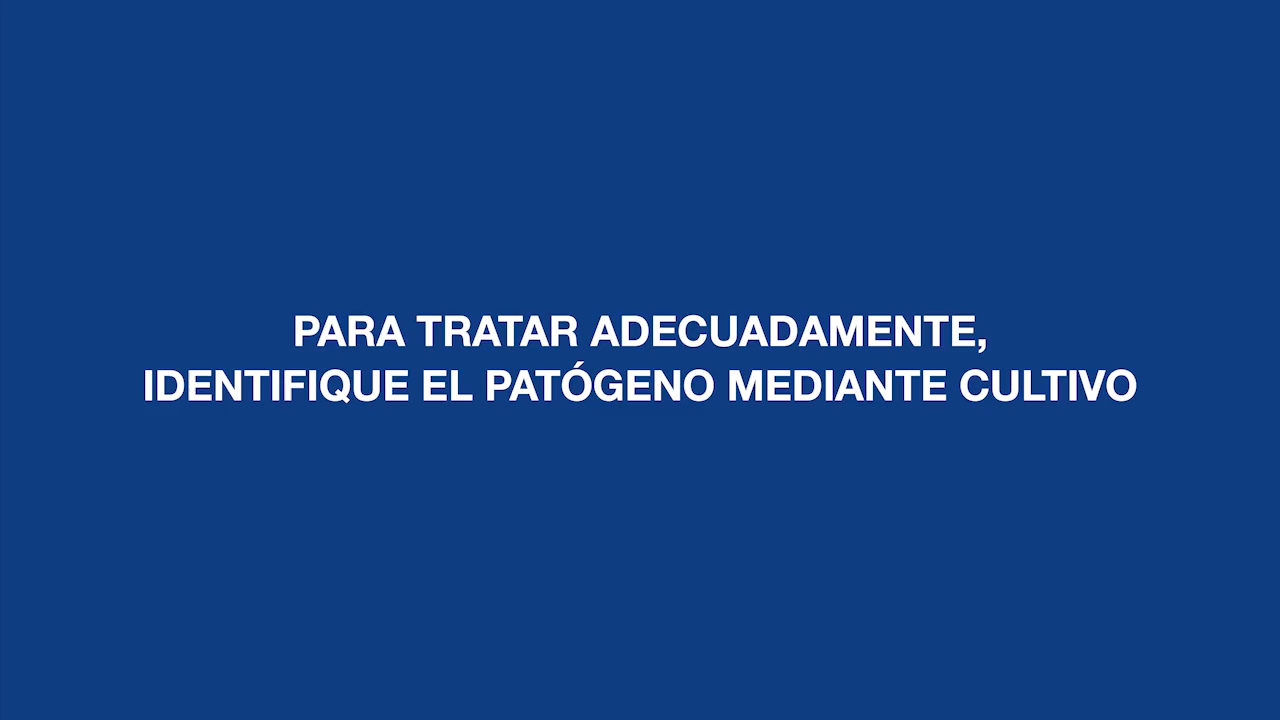 PARA TRATAR ADECUADAMENTE,
IDENTIFIQUE EL PATÓGENO MEDIANTE CULTIVO